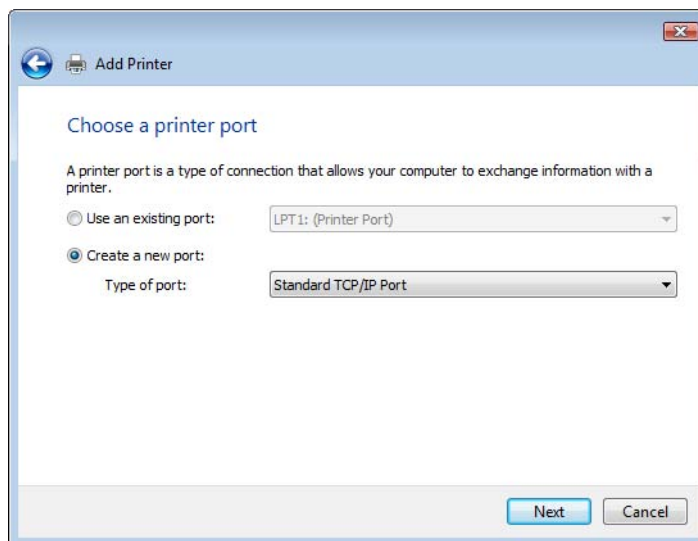 Add Printer
Choose a printer port
A printer port is a type of connection that allows your computer to exchange information with a
printer.
Use an existing port: LPT1: (Printer Port)
Create a new port:
Type of port: Standard TCP/IP Port
Next Cancel